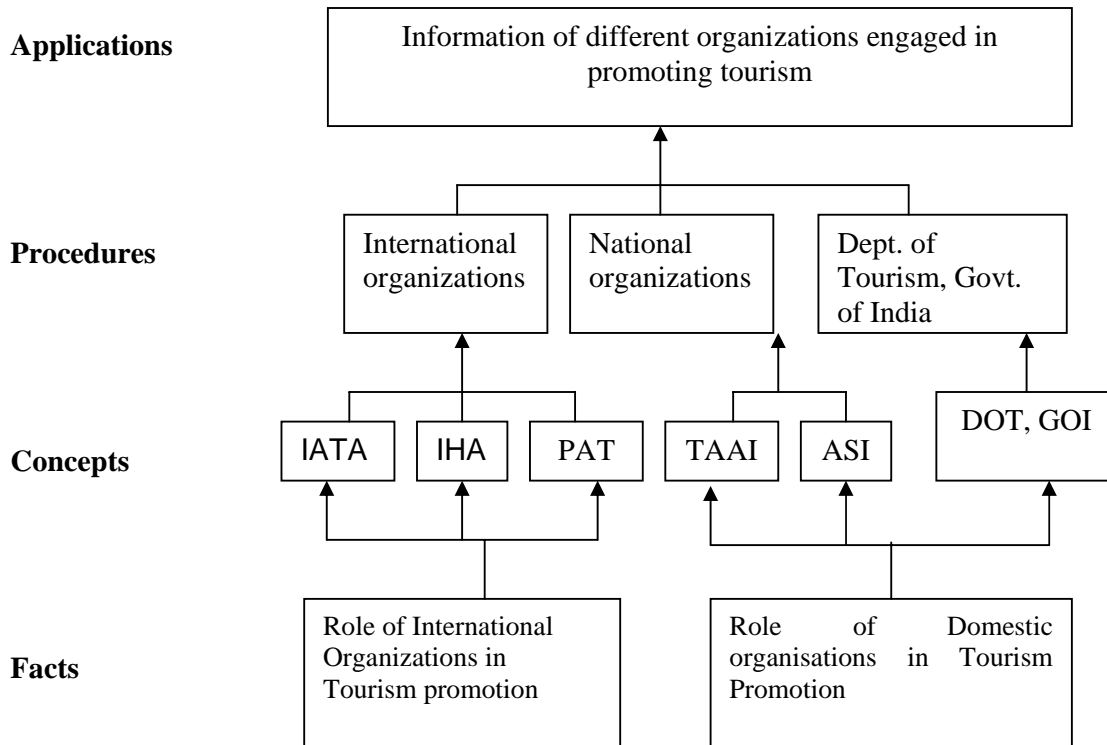 Applications
Information of different organizations engaged in
promoting tourism
Procedures
International
organizations
National
organizations
Dept. of
Tourism, Govt.
of India
Concepts
IATA
IHA
PAT
TAAI
ASI
DOT, GOI
Facts
Role of International
Organizations in
Tourism promotion
Role of Domestic
organisations in Tourism
Promotion